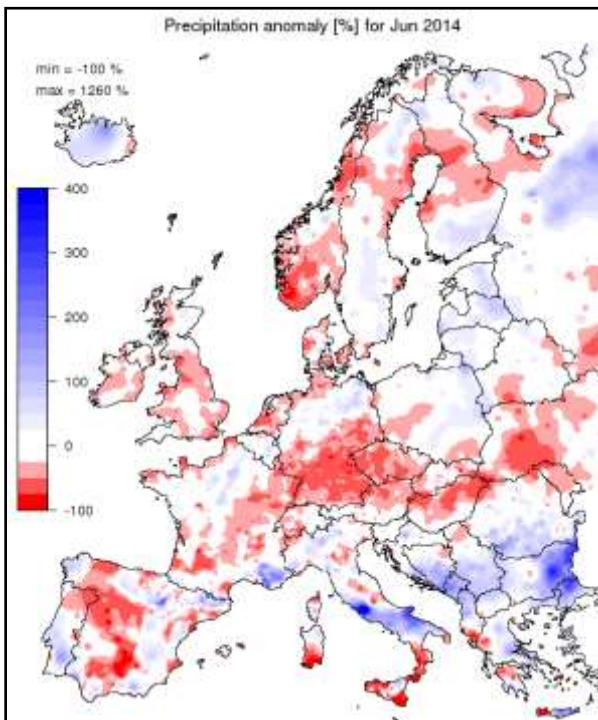 Precipitation anomaly [%] for Jun 2014
min = -100 %
max = 1260 %
400
300
200
100
0
-100